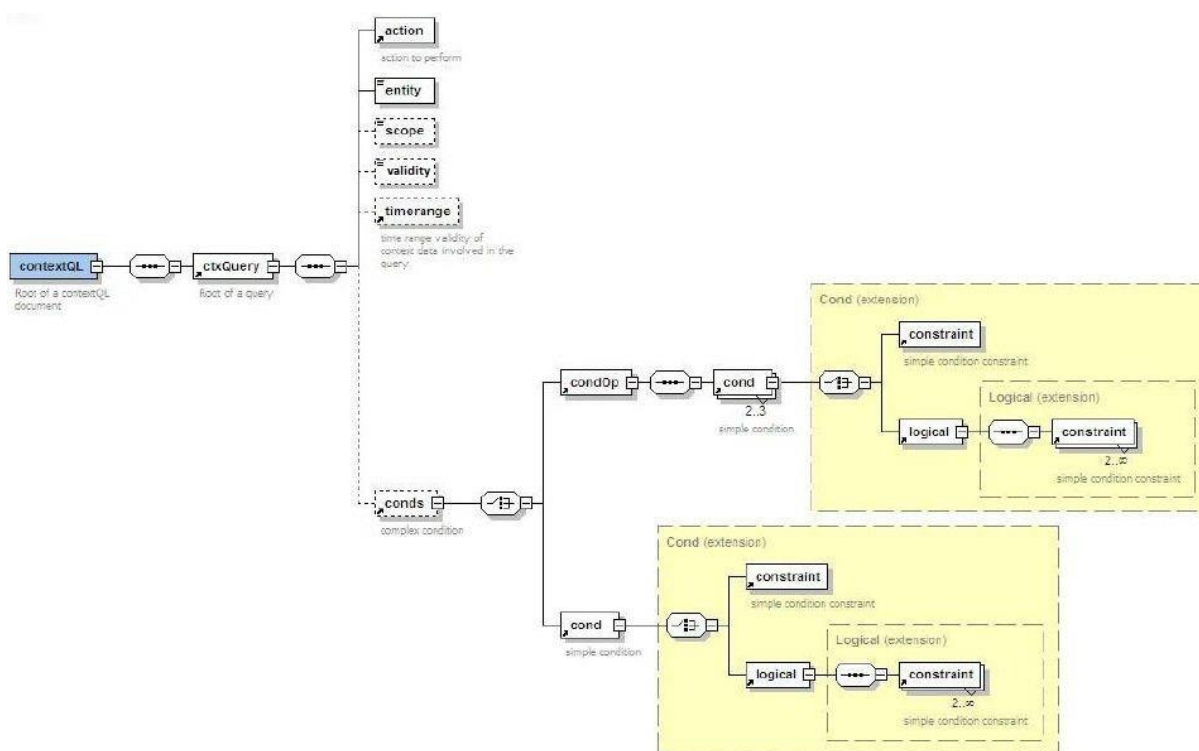 action
action to perform
entity
scope
validity
timerange
time range validity of
context data involved in the
query
contextQL
Root of a contextQL
document
ctxQuery
Root of a query
Cond (extension)
constraint
simple condition constraint
condOp
cond
2..3
simple condition
Logical (extension)
logical
constraint
2..∞
simple condition constraint
conds
complex condition
Cond (extension)
constraint
simple condition constraint
cond
simple condition
Logical (extension)
logical
constraint
2..∞
simple condition constraint